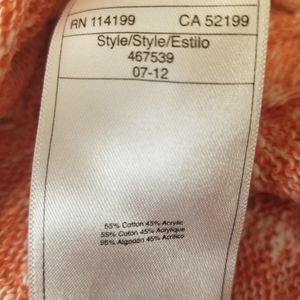 RN 114199 CA 52199
Style/Style/Estilo
467539
07-12
55% Cotton 45% Acrylic
55% Coton 45% Acrylique
55% Algodón 45% Acrílico